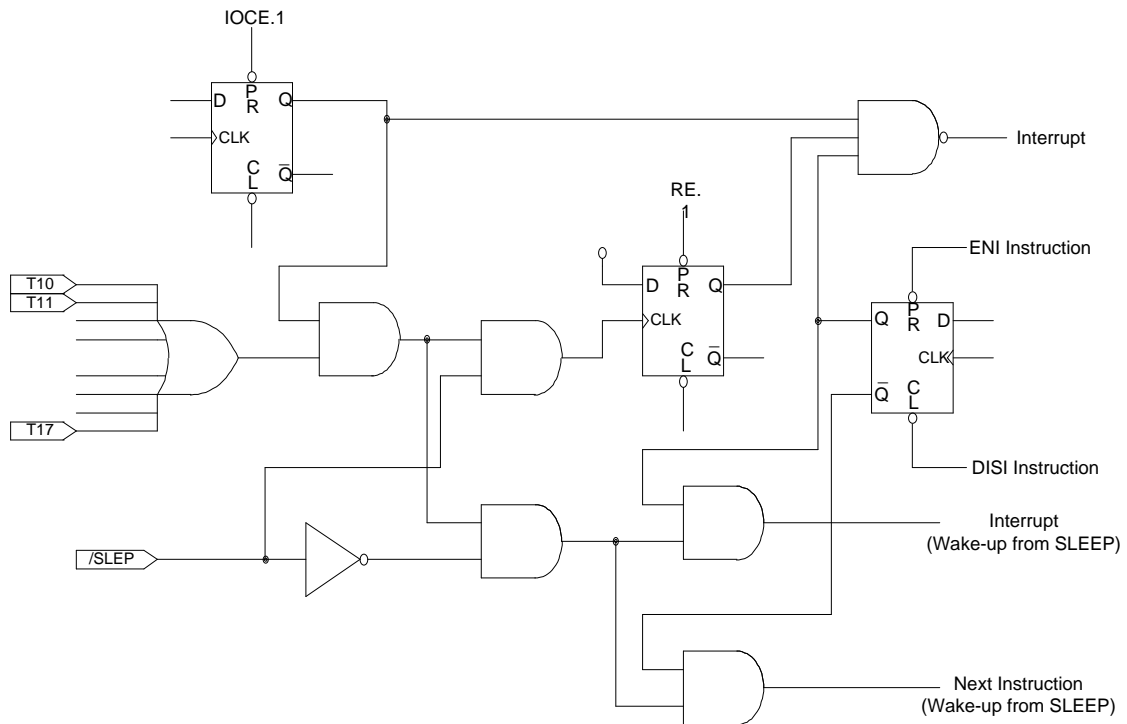 IOCE.1
D
P
R
Q
CLK
C
L
Q̅
Interrupt
RE.
1
ENI Instruction
T10
T11
D
P
R
Q
CLK
C
L
Q̅
Q
P
R
D
CLK
Q̅
C
L
T17
DISI Instruction
/SLEP
Interrupt
(Wake-up from SLEEP)
Next Instruction
(Wake-up from SLEEP)